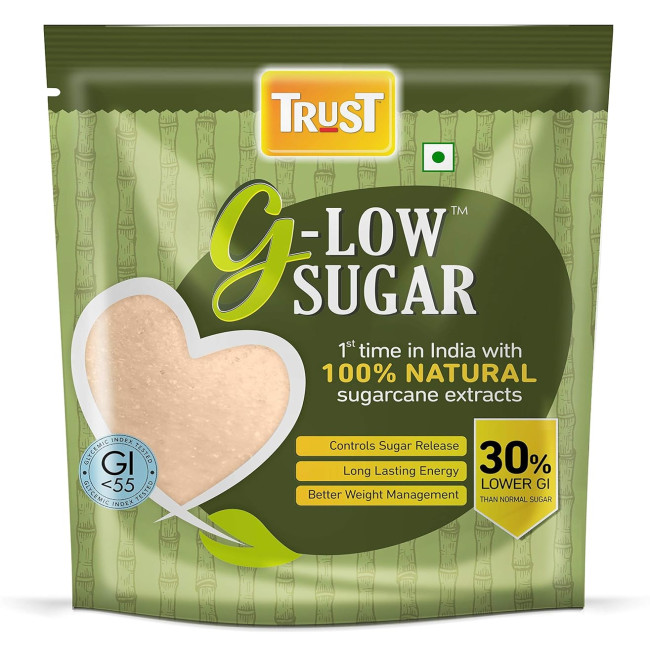 TRUST
g-LOW™
SUGAR
1st time in India with
100% NATURAL
sugarcane extracts
Controls Sugar Release
Long Lasting Energy
Better Weight Management
30%
LOWER GI
THAN NORMAL SUGAR
GLYCEMIC INDEX TESTED
GI
<55
GLYCEMIC INDEX TESTED